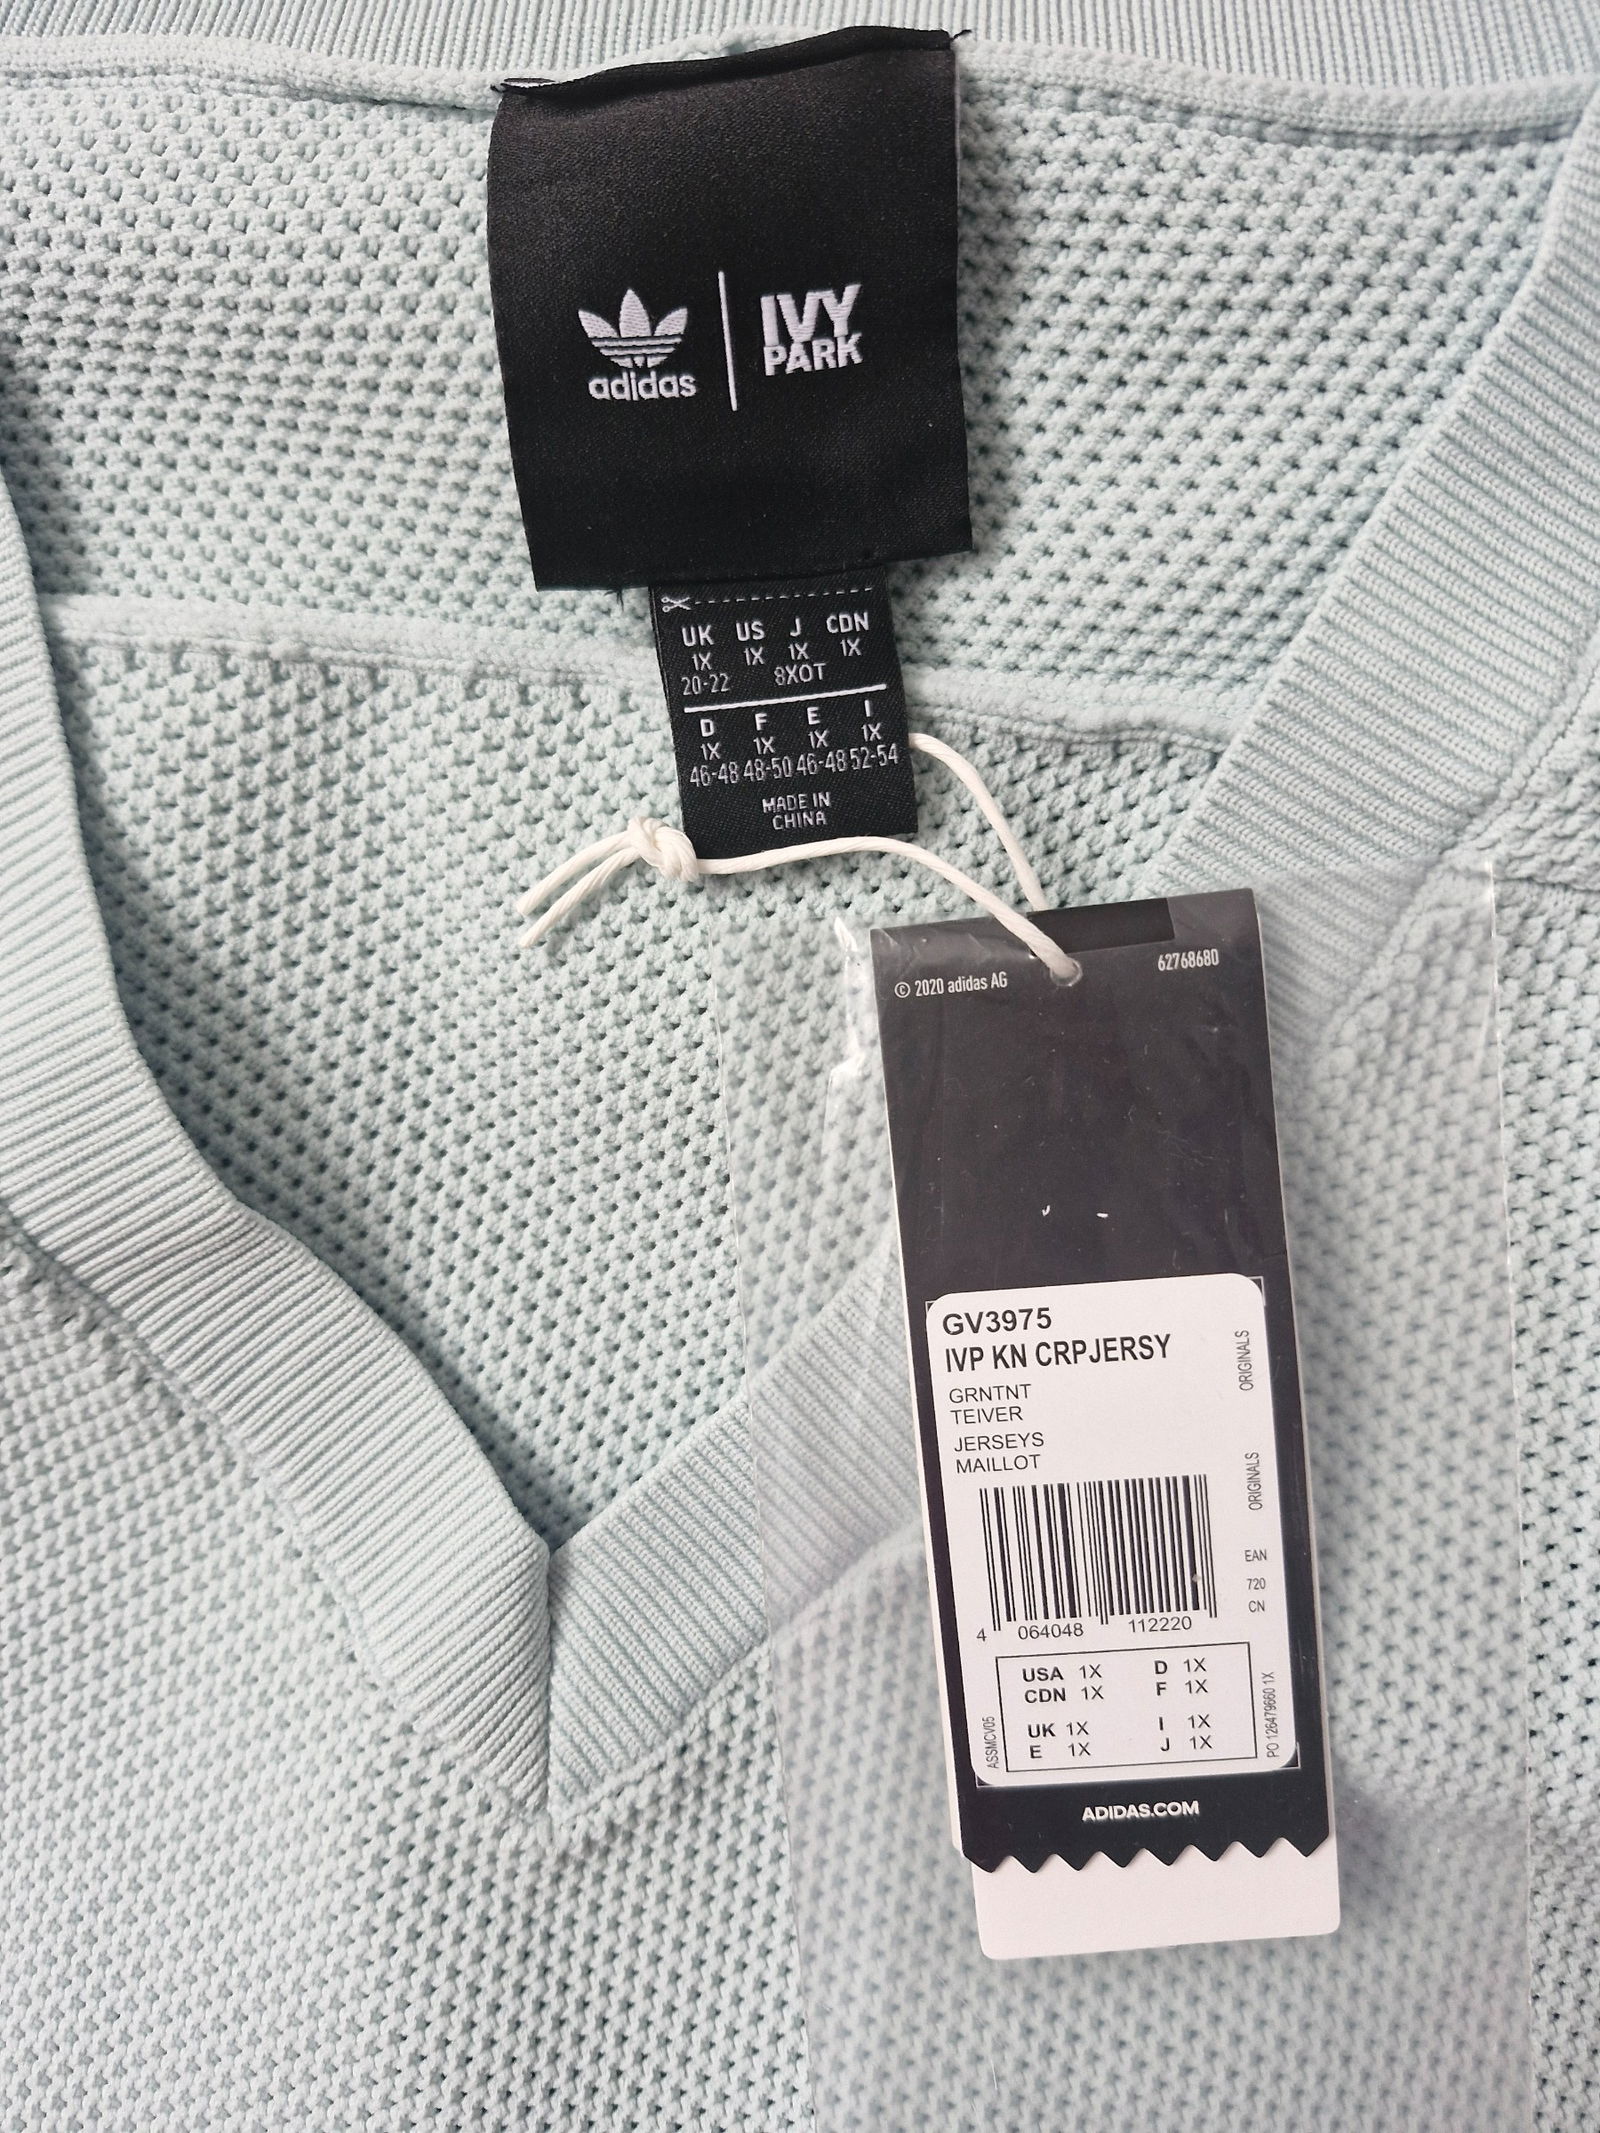 adidas
IVY
PARK
UK US J CDN
1X 1X 1X 1X
20-22 8XOT
D F E I
1X 1X 1X 1X
46-48 48-50 46-48 52-54
MADE IN
CHINA
© 2020 adidas AG
62768680
GV3975
IVP KN CRPJERSY
GRNTNT
TEIVER
JERSEYS
MAILLOT
ORIGINALS
ORIGINALS
EAN
720
CN
4 064048 112220
USA 1X D 1X
CDN 1X F 1X
UK 1X I 1X
E 1X J 1X
ASSMCV05
PO 126479660 1X
ADIDAS.COM